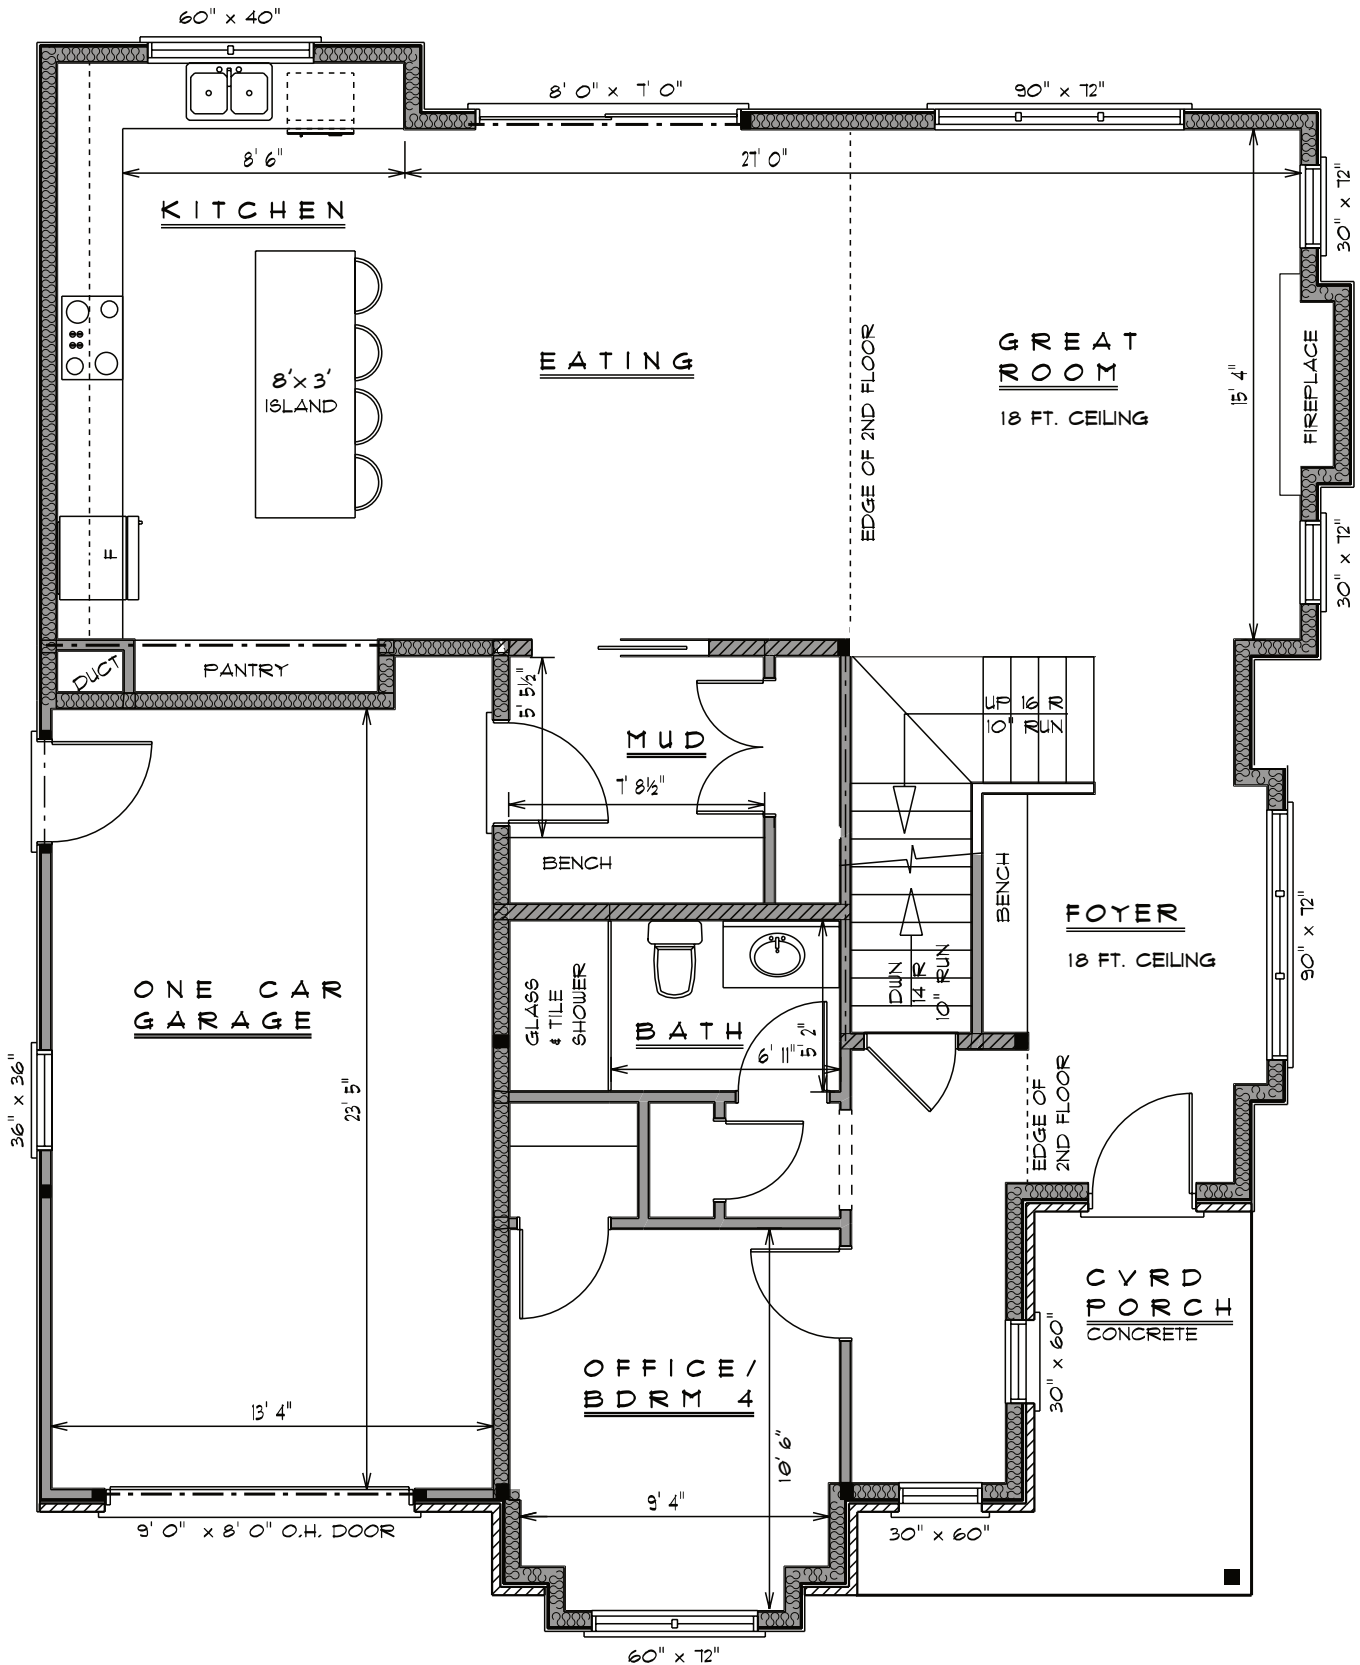 60" x 40"
8' 0" x 7' 0"
90" x 72"
8' 6"
27' 0"
30" x 72"
KITCHEN
EATING
GREAT
ROOM
18 FT. CEILING
15' 4"
FIREPLACE
EDGE OF 2ND FLOOR
8' x 3'
ISLAND
F
30" x 72"
DUCT
PANTRY
5' 5½"
MUD
7' 8½"
BENCH
UP 16 R
10" RUN
BENCH
FOYER
18 FT. CEILING
90" x 72"
ONE CAR
GARAGE
GLASS
& TILE
SHOWER
BATH
6' 11"
5' 2"
DWN
14 R
10" RUN
36" x 36"
23' 5"
EDGE OF
2ND FLOOR
CVRD
PORCH
CONCRETE
30" x 60"
OFFICE/
BDRM 4
13' 4"
10' 6"
9' 4"
9' 0" x 8' 0" O.H. DOOR
30" x 60"
60" x 72"